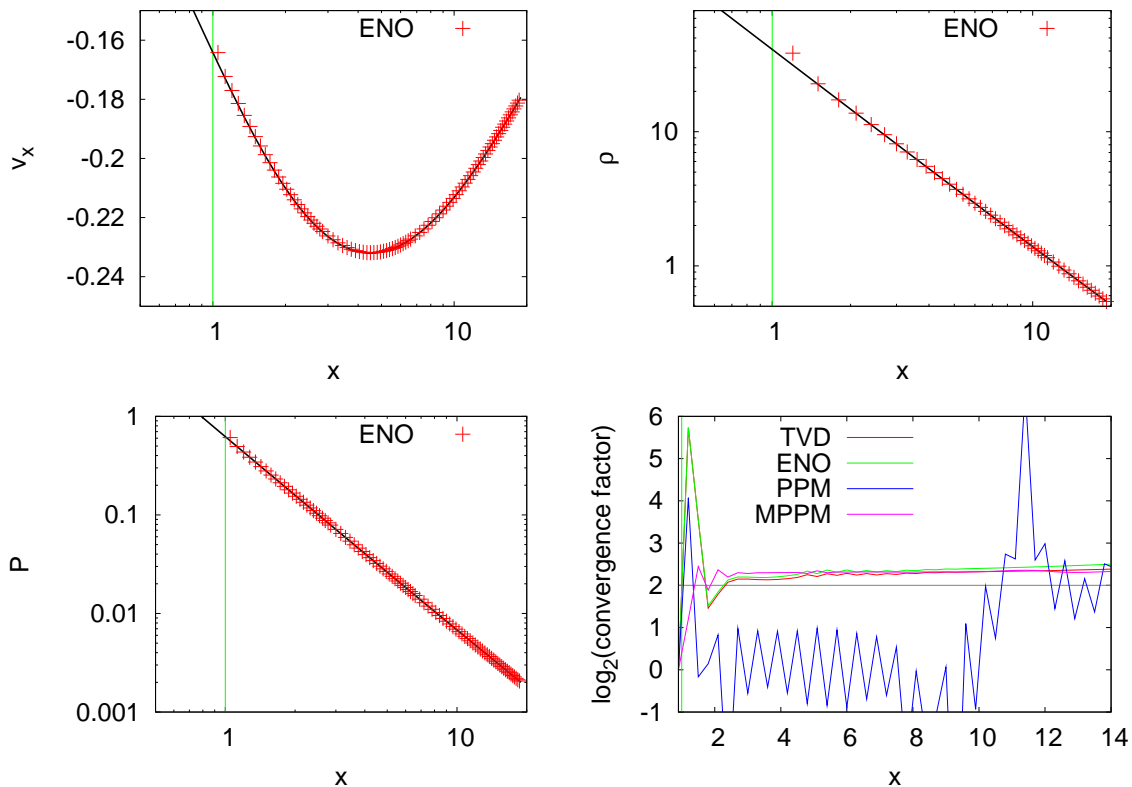 -0.16
-0.18
-0.2
-0.22
-0.24
v_x
ENO
1
10
x
10
1
ρ
ENO
1
10
x
1
0.1
0.01
0.001
P
ENO
1
10
x
6
5
4
3
2
1
0
-1
log₂(convergence factor)
TVD
ENO
PPM
MPPM
2 4 6 8 10 12 14
x